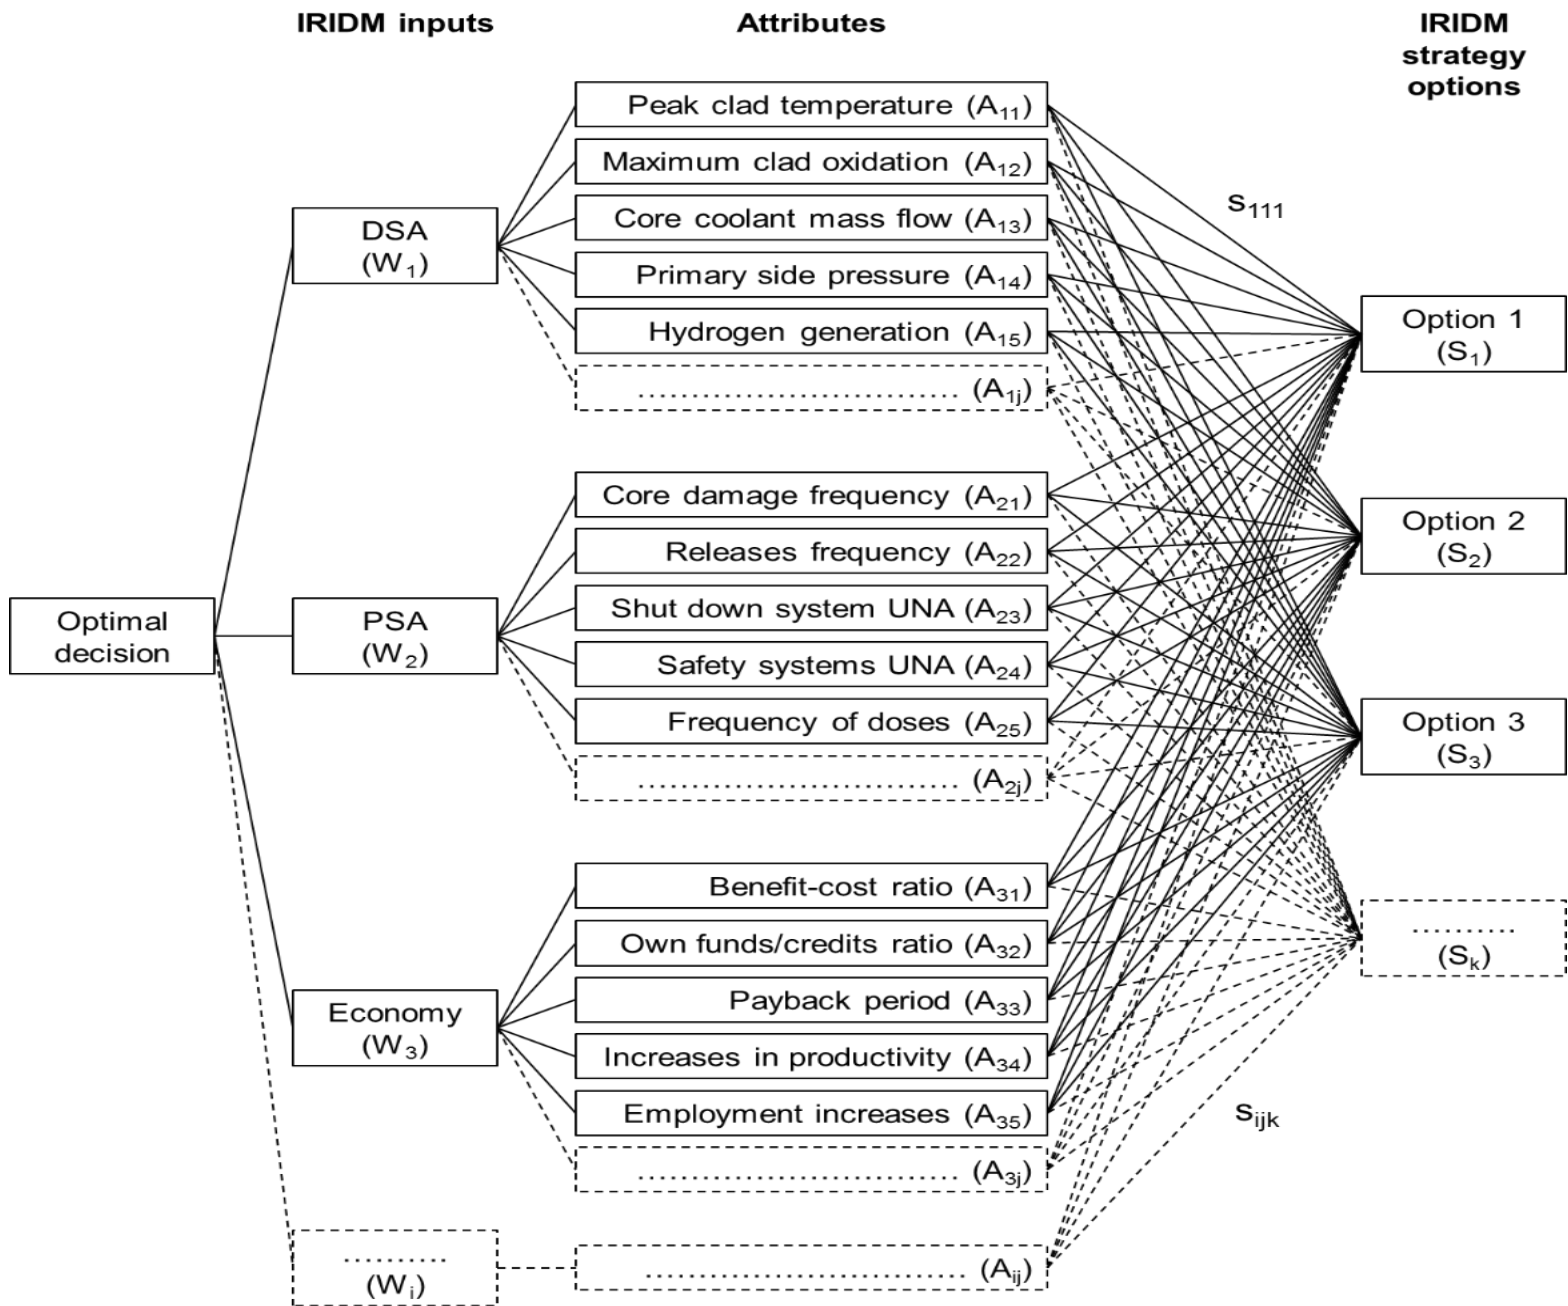 IRIDM inputs
Attributes
IRIDM
strategy
options
Peak clad temperature (A11)
Maximum clad oxidation (A12)
Core coolant mass flow (A13)
Primary side pressure (A14)
Hydrogen generation (A15)
.............................. (A1j)
DSA
(W1)
s111
Option 1
(S1)
Core damage frequency (A21)
Releases frequency (A22)
Shut down system UNA (A23)
Safety systems UNA (A24)
Frequency of doses (A25)
.............................. (A2j)
Optimal
decision
PSA
(W2)
Option 2
(S2)
Option 3
(S3)
Benefit-cost ratio (A31)
Own funds/credits ratio (A32)
Payback period (A33)
Increases in productivity (A34)
Employment increases (A35)
.............................. (A3j)
Economy
(W3)
..........
(Sk)
sijk
..........
(Wi)
.............................. (Aij)